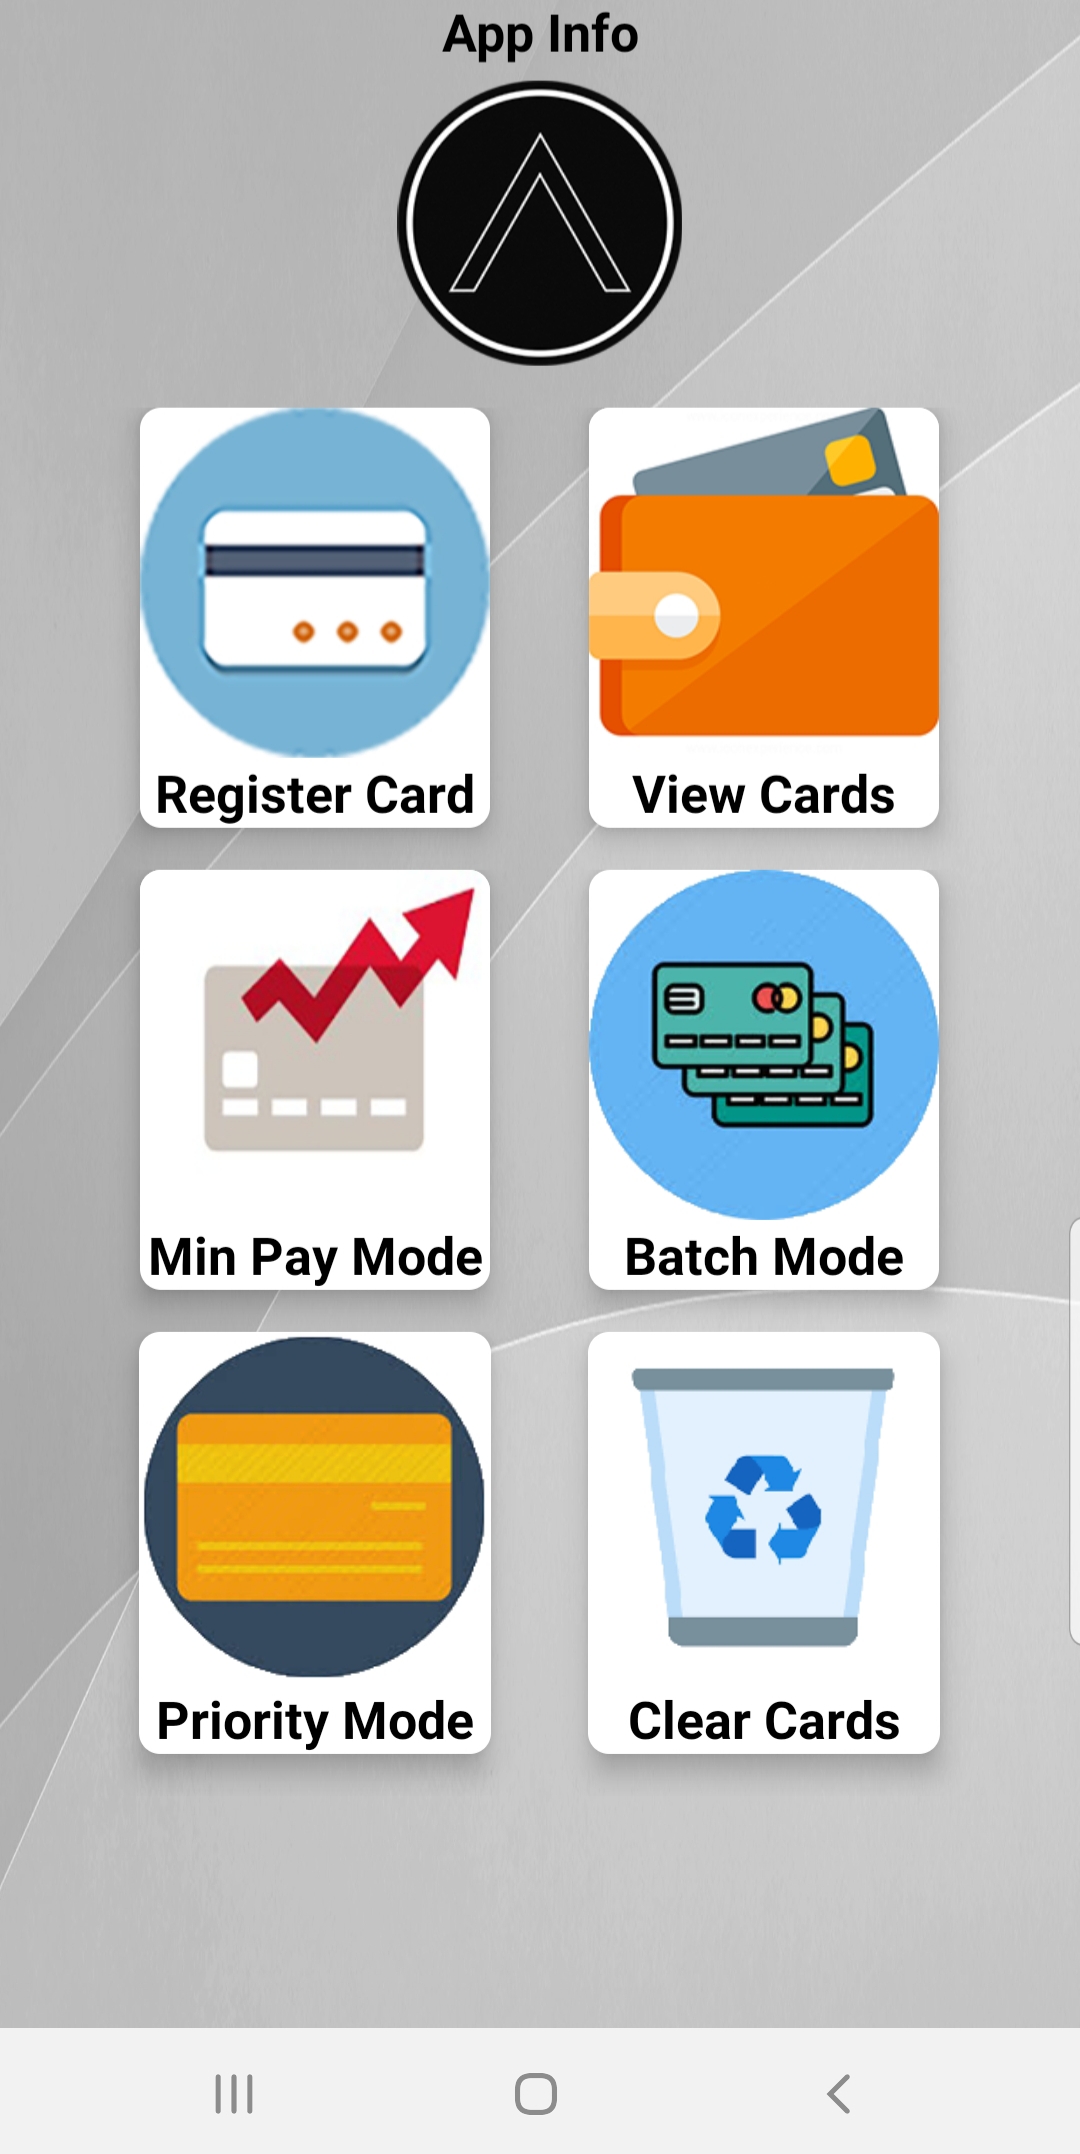 App Info
Register Card
View Cards
Min Pay Mode
Batch Mode
Priority Mode
Clear Cards